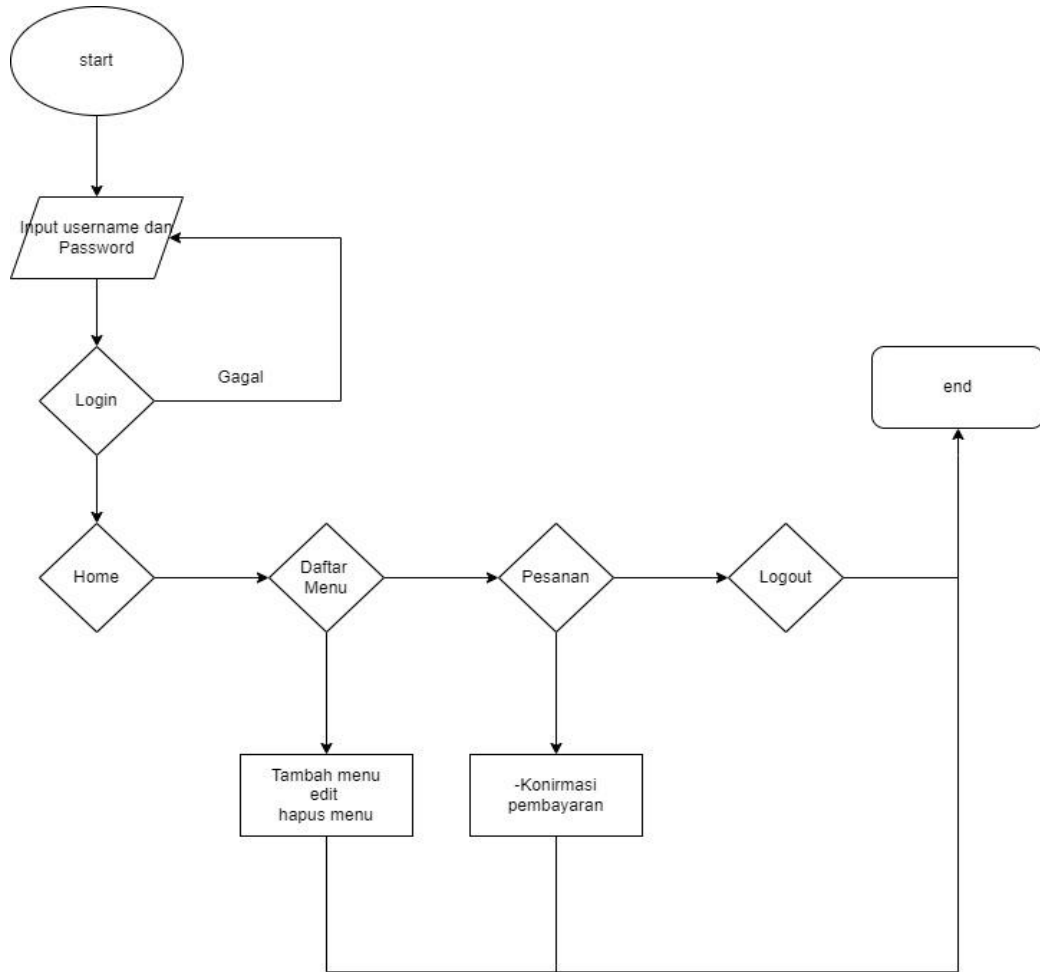 start
Input username dan
Password
Gagal
Login
end
Home
Daftar
Menu
Pesanan
Logout
Tambah menu
edit
hapus menu
-Konirmasi
pembayaran